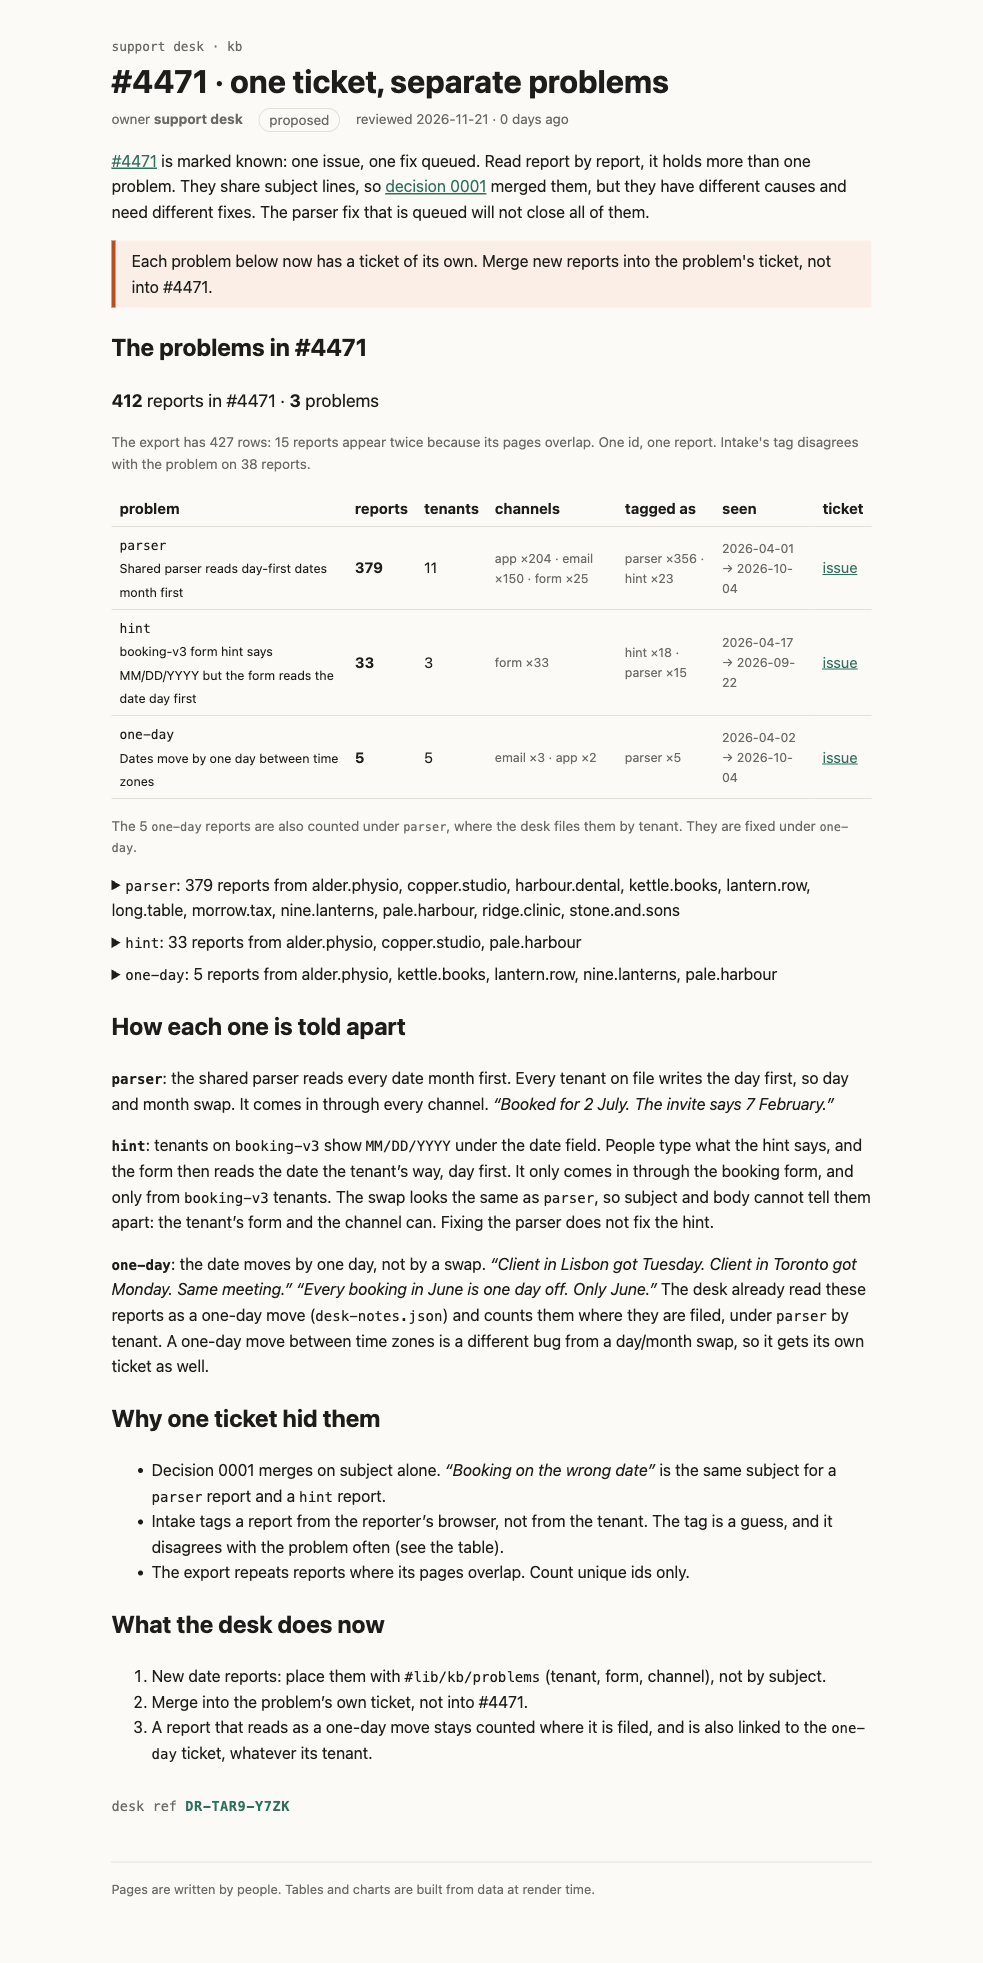 support desk · kb
#4471 · one ticket, separate problems
owner support desk proposed reviewed 2026-11-21 · 0 days ago
#4471 is marked known: one issue, one fix queued. Read report by report, it holds more than one
problem. They share subject lines, so decision 0001 merged them, but they have different causes and
need different fixes. The parser fix that is queued will not close all of them.
Each problem below now has a ticket of its own. Merge new reports into the problem's ticket, not
into #4471.
The problems in #4471
412 reports in #4471 · 3 problems
The export has 427 rows: 15 reports appear twice because its pages overlap. One id, one report. Intake's tag disagrees
with the problem on 38 reports.
problem reports tenants channels tagged as seen ticket
parser
Shared parser reads day-first dates
month first
379
11
app ×204 · email
×150 · form ×25
parser ×356 ·
hint ×23
2026-04-01
→ 2026-10-
04
issue
hint
booking-v3 form hint says
MM/DD/YYYY but the form reads the
date day first
33
3
form ×33
hint ×18 ·
parser ×15
2026-04-17
→ 2026-09-
22
issue
one-day
Dates move by one day between time
zones
5
5
email ×3 · app ×2
parser ×5
2026-04-02
→ 2026-10-
04
issue
The 5 one-day reports are also counted under parser, where the desk files them by tenant. They are fixed under one-
day.
▶ parser: 379 reports from alder.physio, copper.studio, harbour.dental, kettle.books, lantern.row,
long.table, morrow.tax, nine.lanterns, pale.harbour, ridge.clinic, stone.and.sons
▶ hint: 33 reports from alder.physio, copper.studio, pale.harbour
▶ one-day: 5 reports from alder.physio, kettle.books, lantern.row, nine.lanterns, pale.harbour
How each one is told apart
parser: the shared parser reads every date month first. Every tenant on file writes the day first, so day
and month swap. It comes in through every channel. “Booked for 2 July. The invite says 7 February.”
hint: tenants on booking-v3 show MM/DD/YYYY under the date field. People type what the hint says, and
the form then reads the date the tenant’s way, day first. It only comes in through the booking form, and
only from booking-v3 tenants. The swap looks the same as parser, so subject and body cannot tell them
apart: the tenant’s form and the channel can. Fixing the parser does not fix the hint.
one-day: the date moves by one day, not by a swap. “Client in Lisbon got Tuesday. Client in Toronto got
Monday. Same meeting.” “Every booking in June is one day off. Only June.” The desk already read these
reports as a one-day move (desk-notes.json) and counts them where they are filed, under parser by
tenant. A one-day move between time zones is a different bug from a day/month swap, so it gets its own
ticket as well.
Why one ticket hid them
• Decision 0001 merges on subject alone. “Booking on the wrong date” is the same subject for a
parser report and a hint report.
• Intake tags a report from the reporter’s browser, not from the tenant. The tag is a guess, and it
disagrees with the problem often (see the table).
• The export repeats reports where its pages overlap. Count unique ids only.
What the desk does now
1. New date reports: place them with #lib/kb/problems (tenant, form, channel), not by subject.
2. Merge into the problem’s own ticket, not into #4471.
3. A report that reads as a one-day move stays counted where it is filed, and is also linked to the one-
day ticket, whatever its tenant.
desk ref DR-TAR9-Y7ZK
Pages are written by people. Tables and charts are built from data at render time.